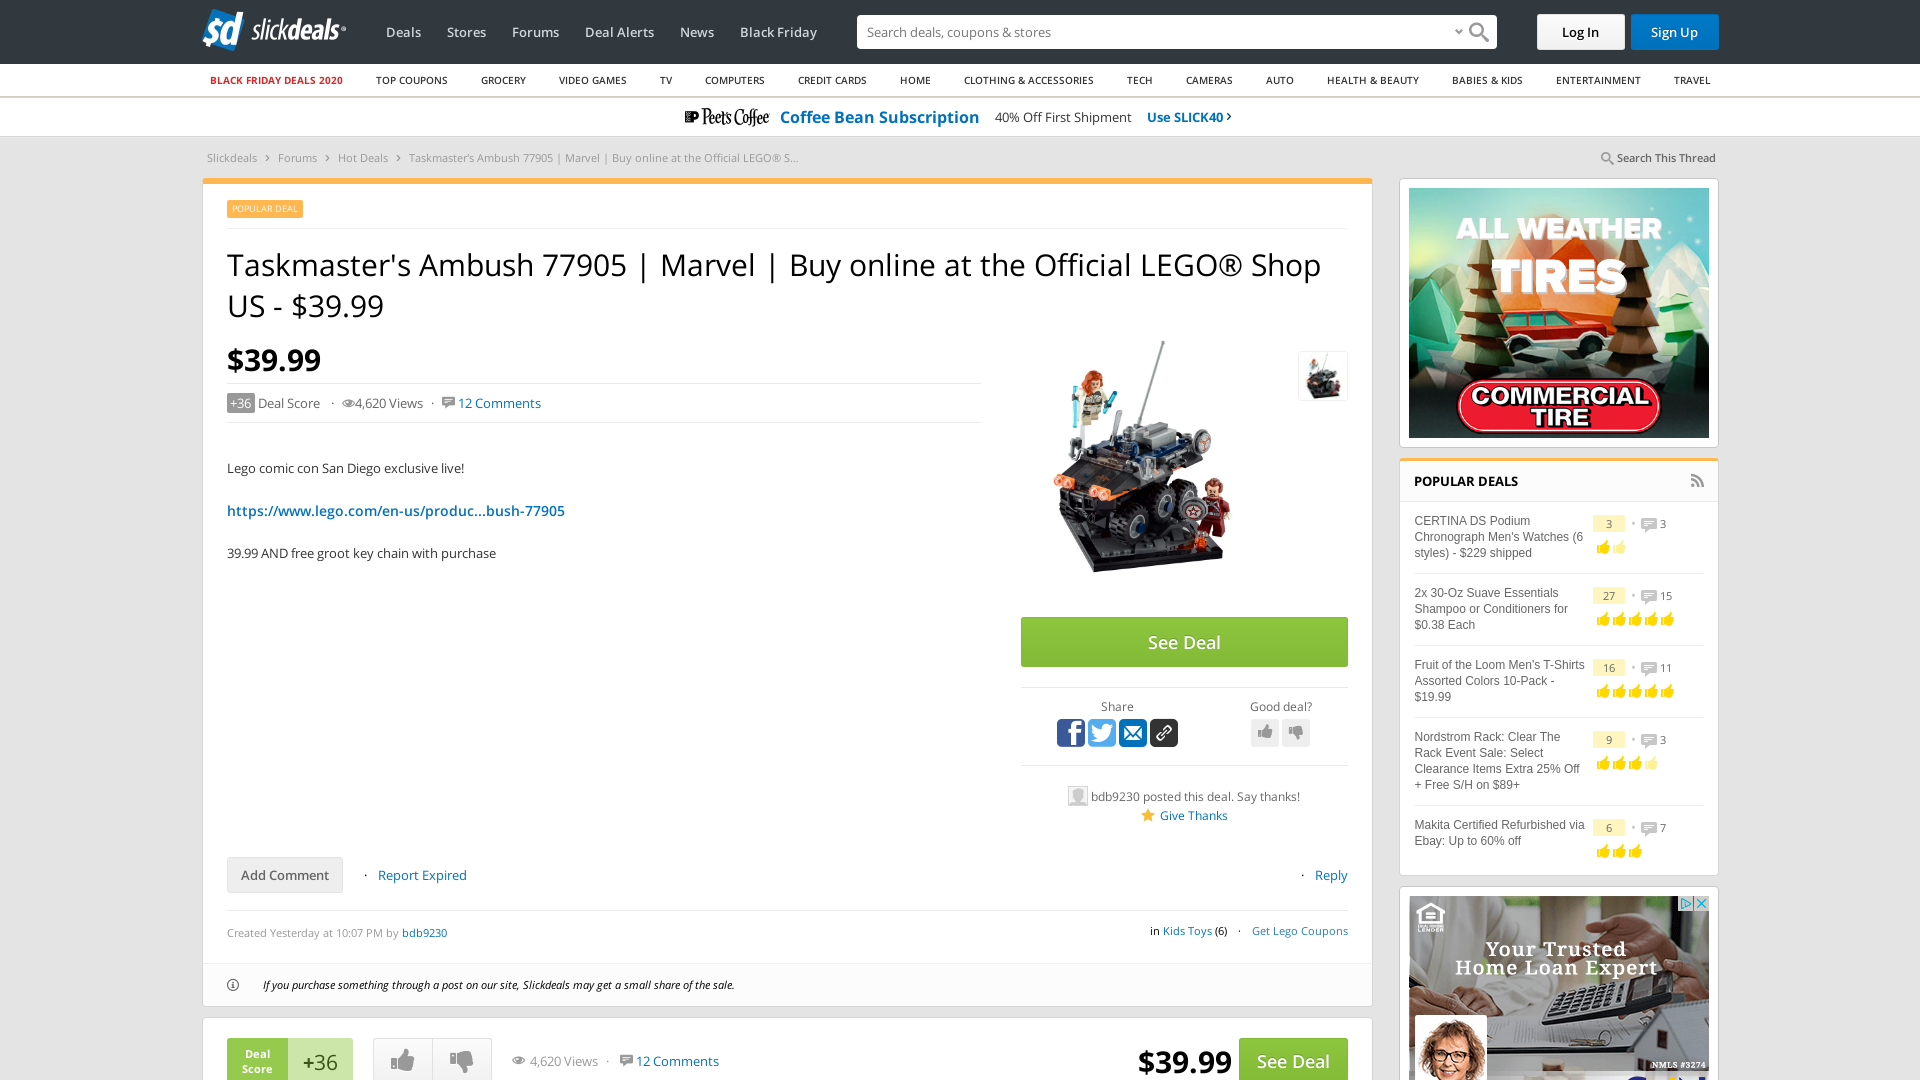 slickdeals
Deals
Stores
Forums
Deal Alerts
News
Black Friday
Search deals, coupons & stores
Log In
Sign Up
BLACK FRIDAY DEALS 2020
TOP COUPONS
GROCERY
VIDEO GAMES
TV
COMPUTERS
CREDIT CARDS
HOME
CLOTHING & ACCESSORIES
TECH
CAMERAS
AUTO
HEALTH & BEAUTY
BABIES & KIDS
ENTERTAINMENT
TRAVEL
Peet's Coffee
Coffee Bean Subscription
40% Off First Shipment
Use SLICK40 ›
Slickdeals › Forums › Hot Deals › Taskmaster's Ambush 77905 | Marvel | Buy online at the Official LEGO® S...
Search This Thread
POPULAR DEAL
Taskmaster's Ambush 77905 | Marvel | Buy online at the Official LEGO® Shop
US - $39.99
$39.99
+36 Deal Score · 4,620 Views · 12 Comments
Lego comic con San Diego exclusive live!
https://www.lego.com/en-us/produc...bush-77905
39.99 AND free groot key chain with purchase
See Deal
Share
Good deal?
bdb9230 posted this deal. Say thanks!
Give Thanks
Add Comment
· Report Expired
· Reply
Created Yesterday at 10:07 PM by bdb9230
in Kids Toys (6) · Get Lego Coupons
If you purchase something through a post on our site, Slickdeals may get a small share of the sale.
Deal
Score
+36
4,620 Views · 12 Comments
$39.99
See Deal
ALL WEATHER
TIRES
COMMERCIAL
TIRE
POPULAR DEALS
CERTINA DS Podium
Chronograph Men's Watches (6
styles) - $229 shipped
3 • 3
2x 30-Oz Suave Essentials
Shampoo or Conditioners for
$0.38 Each
27 • 15
Fruit of the Loom Men's T-Shirts
Assorted Colors 10-Pack -
$19.99
16 • 11
Nordstrom Rack: Clear The
Rack Event Sale: Select
Clearance Items Extra 25% Off
+ Free S/H on $89+
9 • 3
Makita Certified Refurbished via
Ebay: Up to 60% off
6 • 7
LENDER
Your Trusted
Home Loan Expert
NMLS #3274